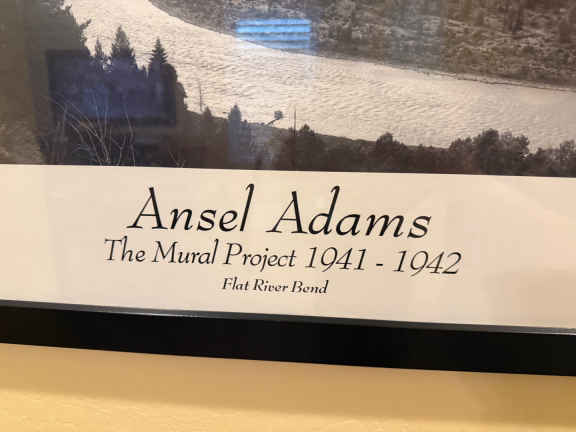 Ansel Adams
The Mural Project 1941 - 1942
Flat River Bend